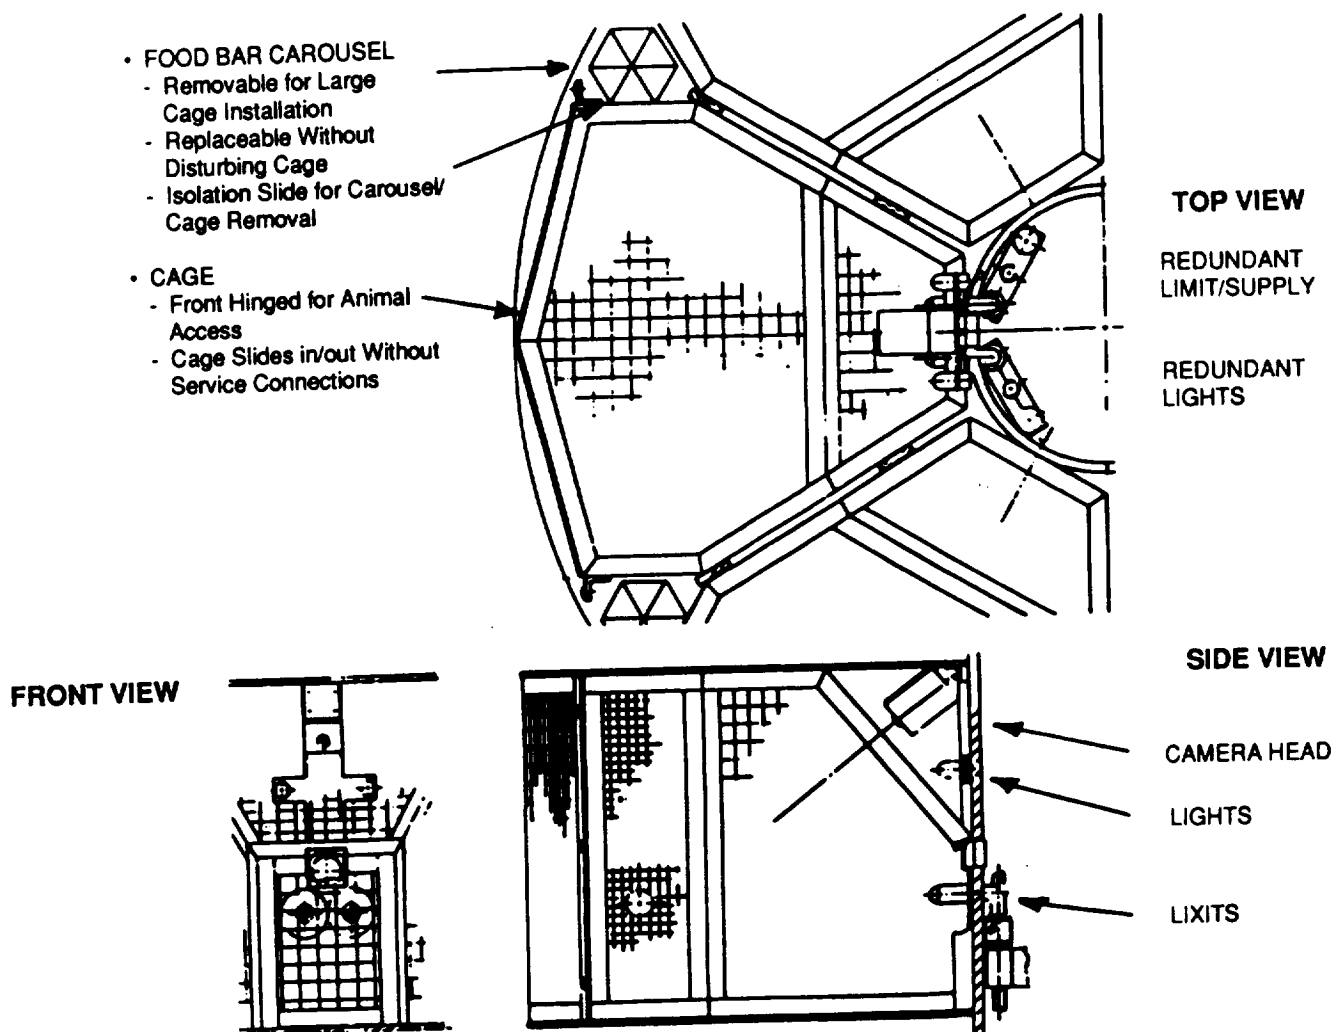 • FOOD BAR CAROUSEL
- Removable for Large
Cage Installation
- Replaceable Without
Disturbing Cage
- Isolation Slide for Carousel/
Cage Removal
• CAGE
- Front Hinged for Animal
Access
- Cage Slides in/out Without
Service Connections
TOP VIEW
REDUNDANT
LIMIT/SUPPLY
REDUNDANT
LIGHTS
FRONT VIEW
SIDE VIEW
CAMERA HEAD
LIGHTS
LIXITS